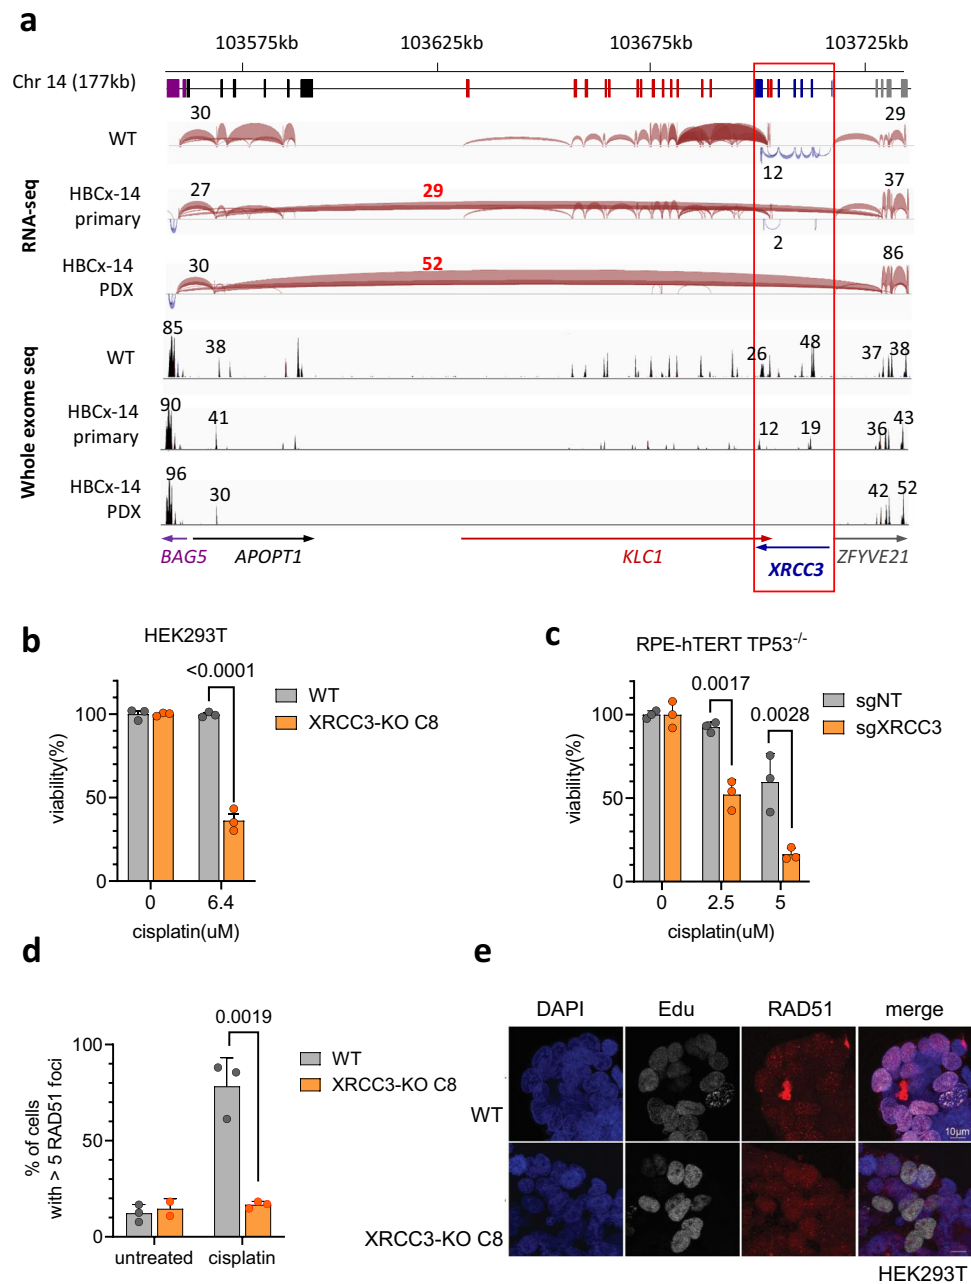 a
103575kb 103625kb 103675kb 103725kb
Chr 14 (177kb)
RNA-seq
WT
30
29
12
HBCx-14
primary
27
29
37
2
HBCx-14
PDX
30
52
86
Whole exome seq
WT
85
38
26
48
37
38
HBCx-14
primary
90
41
12
19
36
43
HBCx-14
PDX
96
30
42
52
BAG5 APOPT1 KLC1 XRCC3 ZFYVE21
b
HEK293T
<0.0001
WT
XRCC3-KO C8
viability(%)
100
50
0
0 6.4
cisplatin(uM)
c
RPE-hTERT TP53-/-
0.0017
0.0028
sgNT
sgXRCC3
viability(%)
100
50
0
0 2.5 5
cisplatin(uM)
d
0.0019
WT
XRCC3-KO C8
% of cells
with > 5 RAD51 foci
100
50
0
untreated cisplatin
e
DAPI Edu RAD51 merge
WT
10µm
XRCC3-KO C8
HEK293T